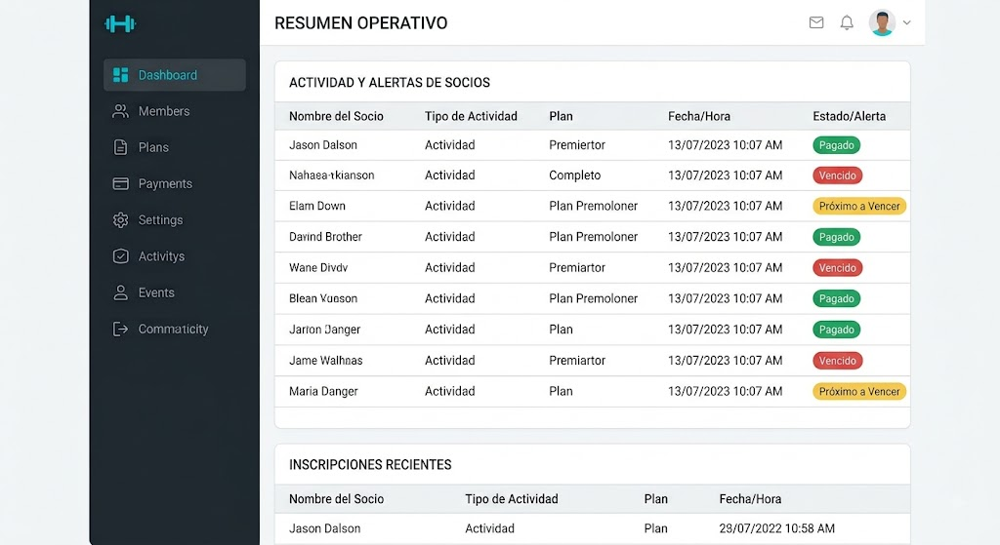 RESUMEN OPERATIVO
Dashboard
Members
Plans
Payments
Settings
Activitys
Events
Commaticity
ACTIVIDAD Y ALERTAS DE SOCIOS
Nombre del Socio Tipo de Actividad Plan Fecha/Hora Estado/Alerta
Jason Dalson Actividad Premiertor 13/07/2023 10:07 AM Pagado
Actividad Completo 13/07/2023 10:07 AM Vencido
Elam Down Actividad Plan Premoloner 13/07/2023 10:07 AM Próximo a Vencer
Davind Brother Actividad Plan Premoloner 13/07/2023 10:07 AM Pagado
Wane Actividad Premiartor 13/07/2023 10:07 AM Vencido
Blean Actividad Plan Premoloner 13/07/2023 10:07 AM Pagado
Actividad Plan 13/07/2023 10:07 AM Pagado
Jame Actividad Premiartor 13/07/2023 10:07 AM Vencido
Maria Danger Actividad Plan 13/07/2023 10:07 AM Próximo a Vencer
INSCRIPCIONES RECIENTES
Nombre del Socio Tipo de Actividad Plan Fecha/Hora
Jason Dalson Actividad Plan 23/07/2022 10:58 AM